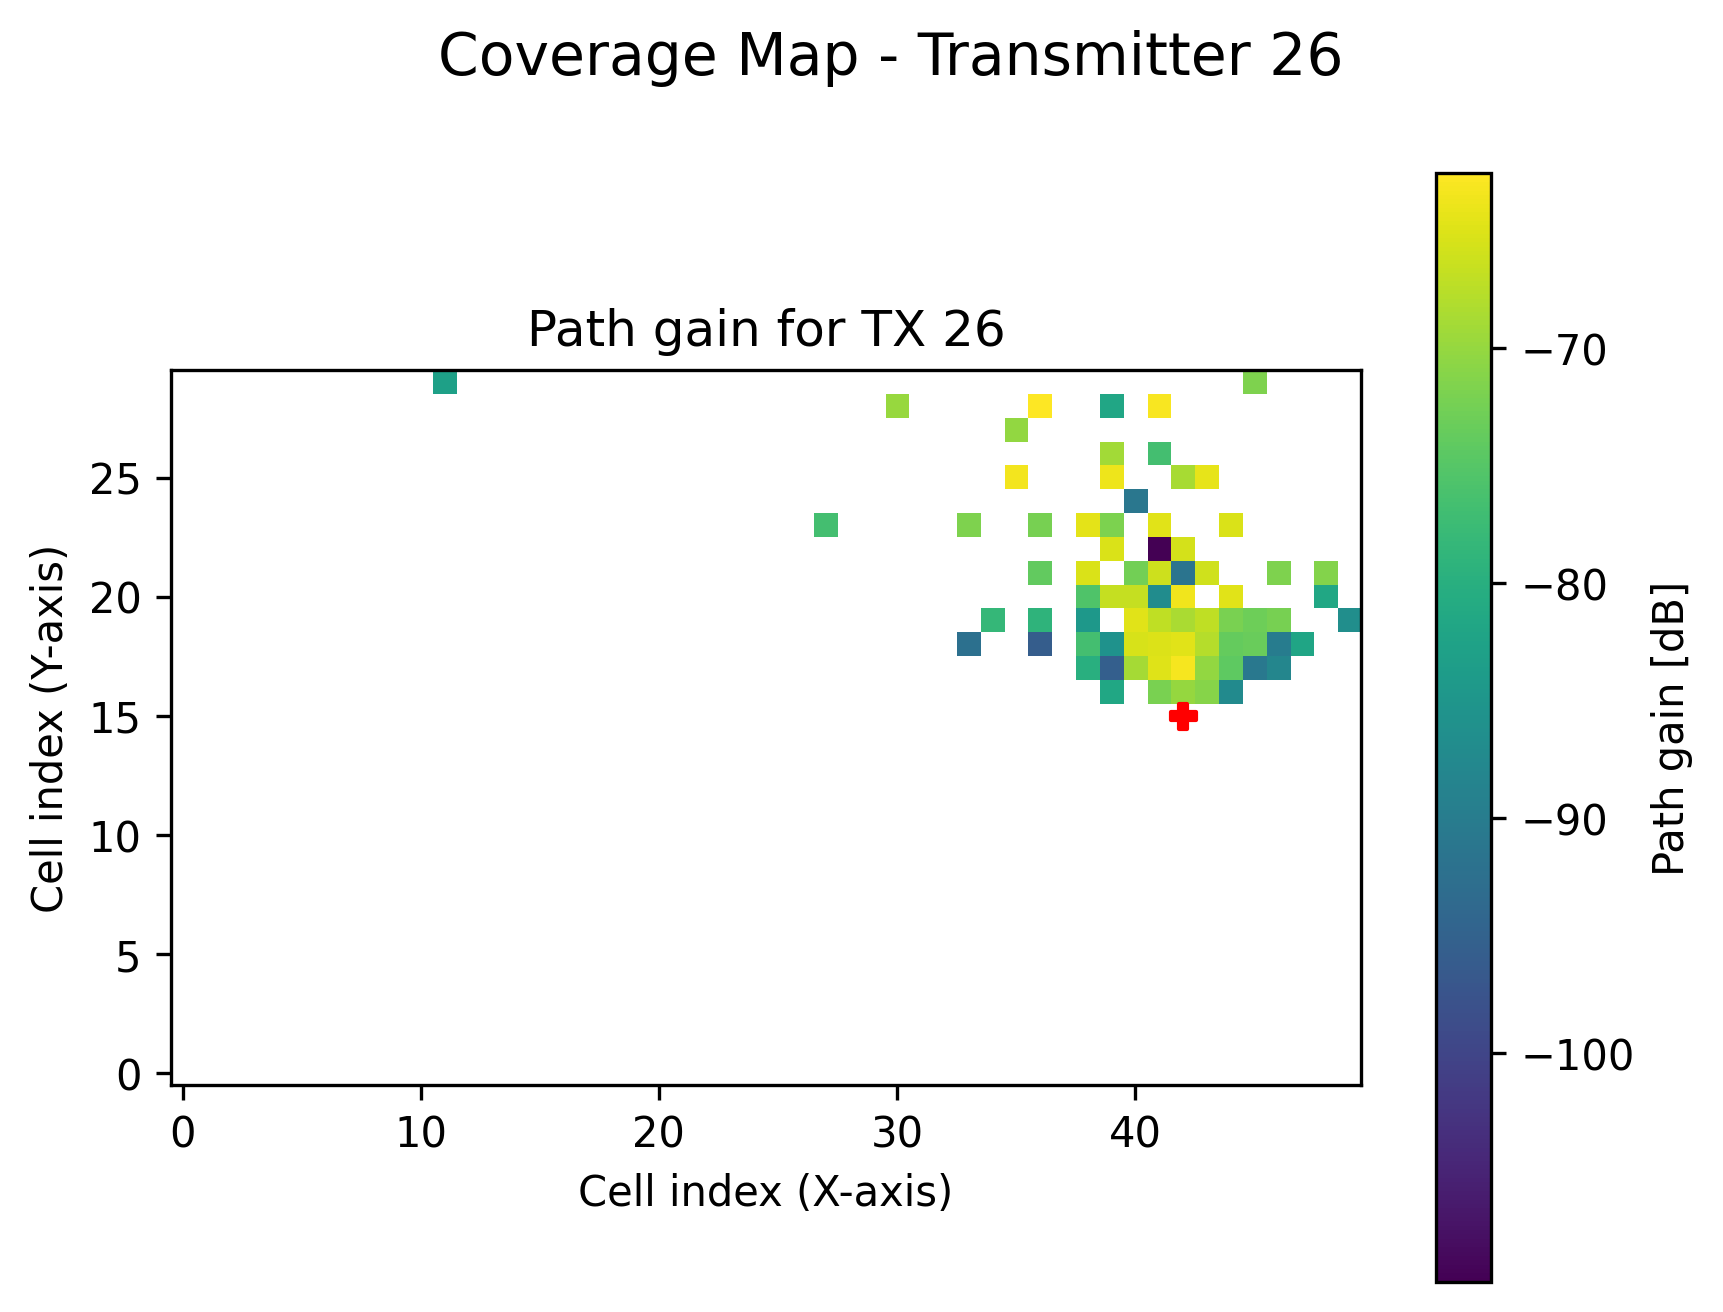 Coverage Map - Transmitter 26
Path gain for TX 26
−70
−80
−90
−100
Path gain [dB]
25
20
15
10
5
0
Cell index (Y-axis)
0 10 20 30 40
Cell index (X-axis)